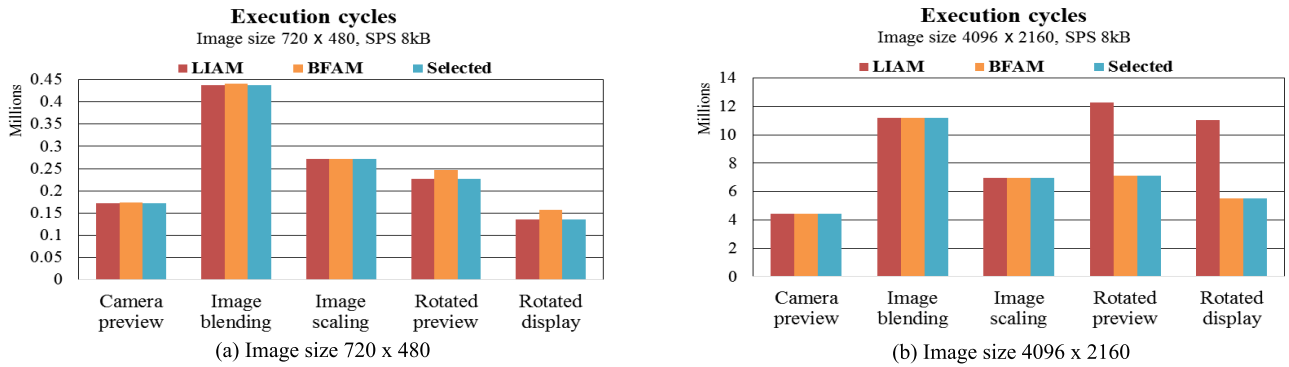 Execution cycles
Image size 720 x 480, SPS 8kB
LIAM BFAM Selected
Millions
0.45
0.4
0.35
0.3
0.25
0.2
0.15
0.1
0.05
0
Camera preview
Image blending
Image scaling
Rotated preview
Rotated display
(a) Image size 720 x 480
Execution cycles
Image size 4096 x 2160, SPS 8kB
LIAM BFAM Selected
Millions
14
12
10
8
6
4
2
0
Camera preview
Image blending
Image scaling
Rotated preview
Rotated display
(b) Image size 4096 x 2160